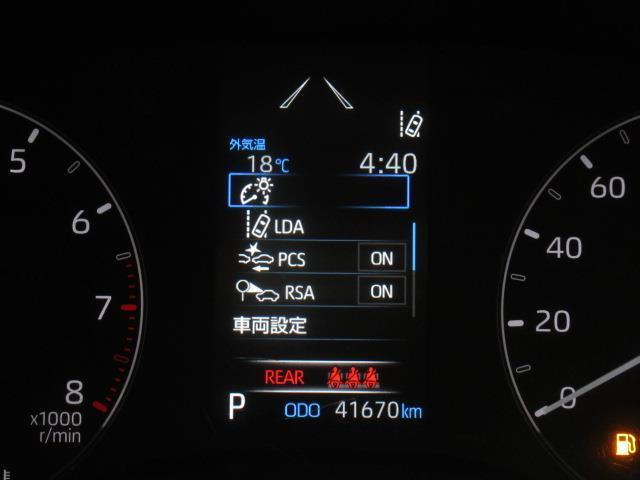 外気温
18℃ 4:40
LDA
PCS ON
RSA ON
車両設定
REAR
P ODO 41670km
5
6
7
8
x1000
r/min
60
40
20
0